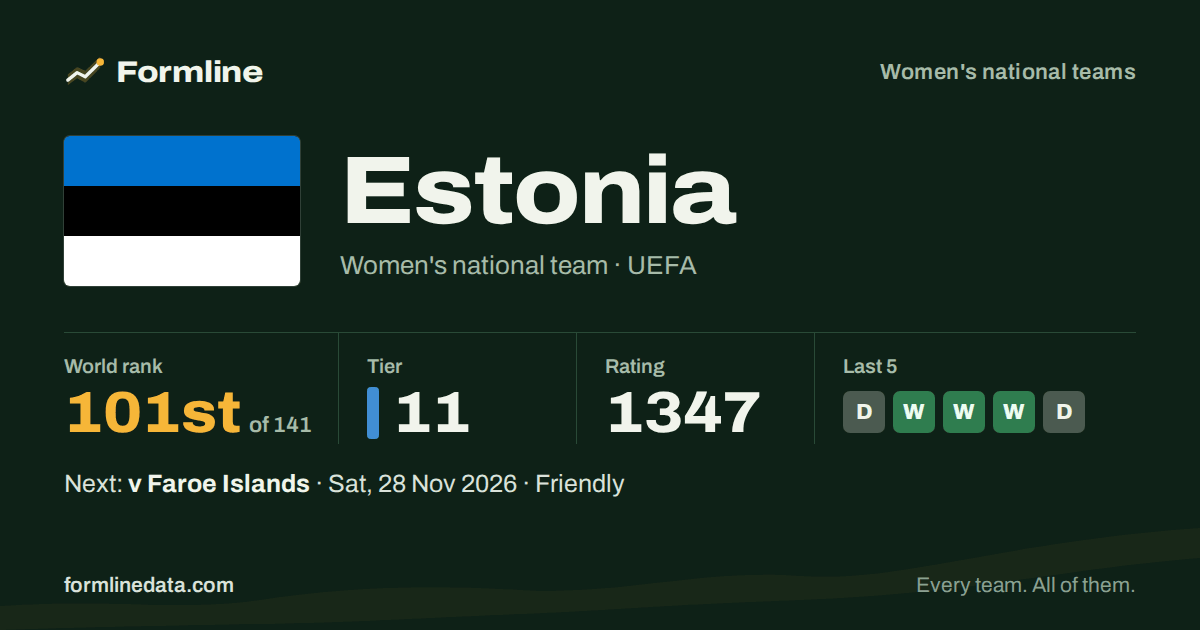 Formline
Women's national teams
Estonia
Women's national team · UEFA
World rank
101st of 141
Tier
11
Rating
1347
Last 5
D W W W D
Next: v Faroe Islands · Sat, 28 Nov 2026 · Friendly
formlinedata.com
Every team. All of them.